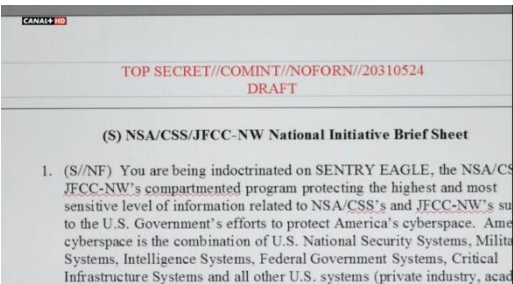 CANAL+ HD
TOP SECRET//COMINT//NOFORN//20310524
DRAFT
(S) NSA/CSS/JFCC-NW National Initiative Brief Sheet
1. (S//NF) You are being indoctrinated on SENTRY EAGLE, the NSA/CS
JFCC-NW's compartmented program protecting the highest and most
sensitive level of information related to NSA/CSS's and JFCC-NW's su
to the U.S. Government's efforts to protect America's cyberspace. Ame
cyberspace is the combination of U.S. National Security Systems, Milita
Systems, Intelligence Systems, Federal Government Systems, Critical
Infrastructure Systems and all other U.S. systems (private industry, acad